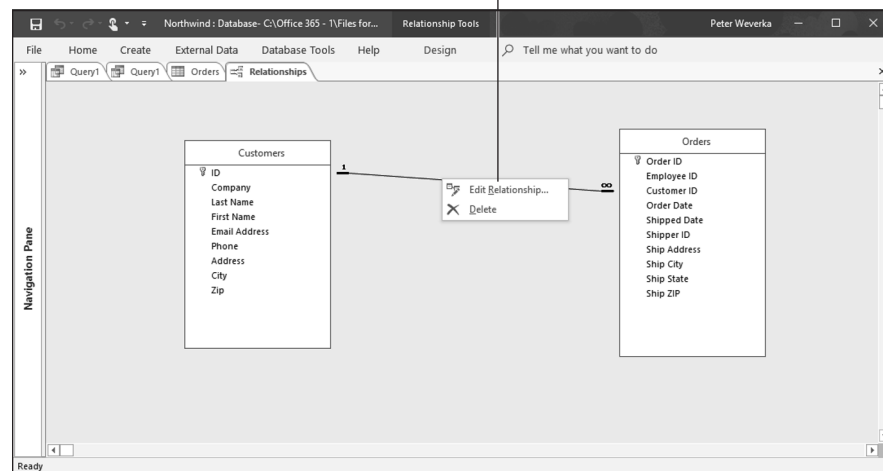 Northwind : Database- C:\Office 365 - 1\Files for... Relationship Tools Peter Weverka
File Home Create External Data Database Tools Help Design Tell me what you want to do
» Query1 Query1 Orders Relationships
Navigation Pane
Customers
ID
Company
Last Name
First Name
Email Address
Phone
Address
City
Zip
1
Edit Relationship...
Delete
∞
Orders
Order ID
Employee ID
Customer ID
Order Date
Shipped Date
Shipper ID
Ship Address
Ship City
Ship State
Ship ZIP
Ready